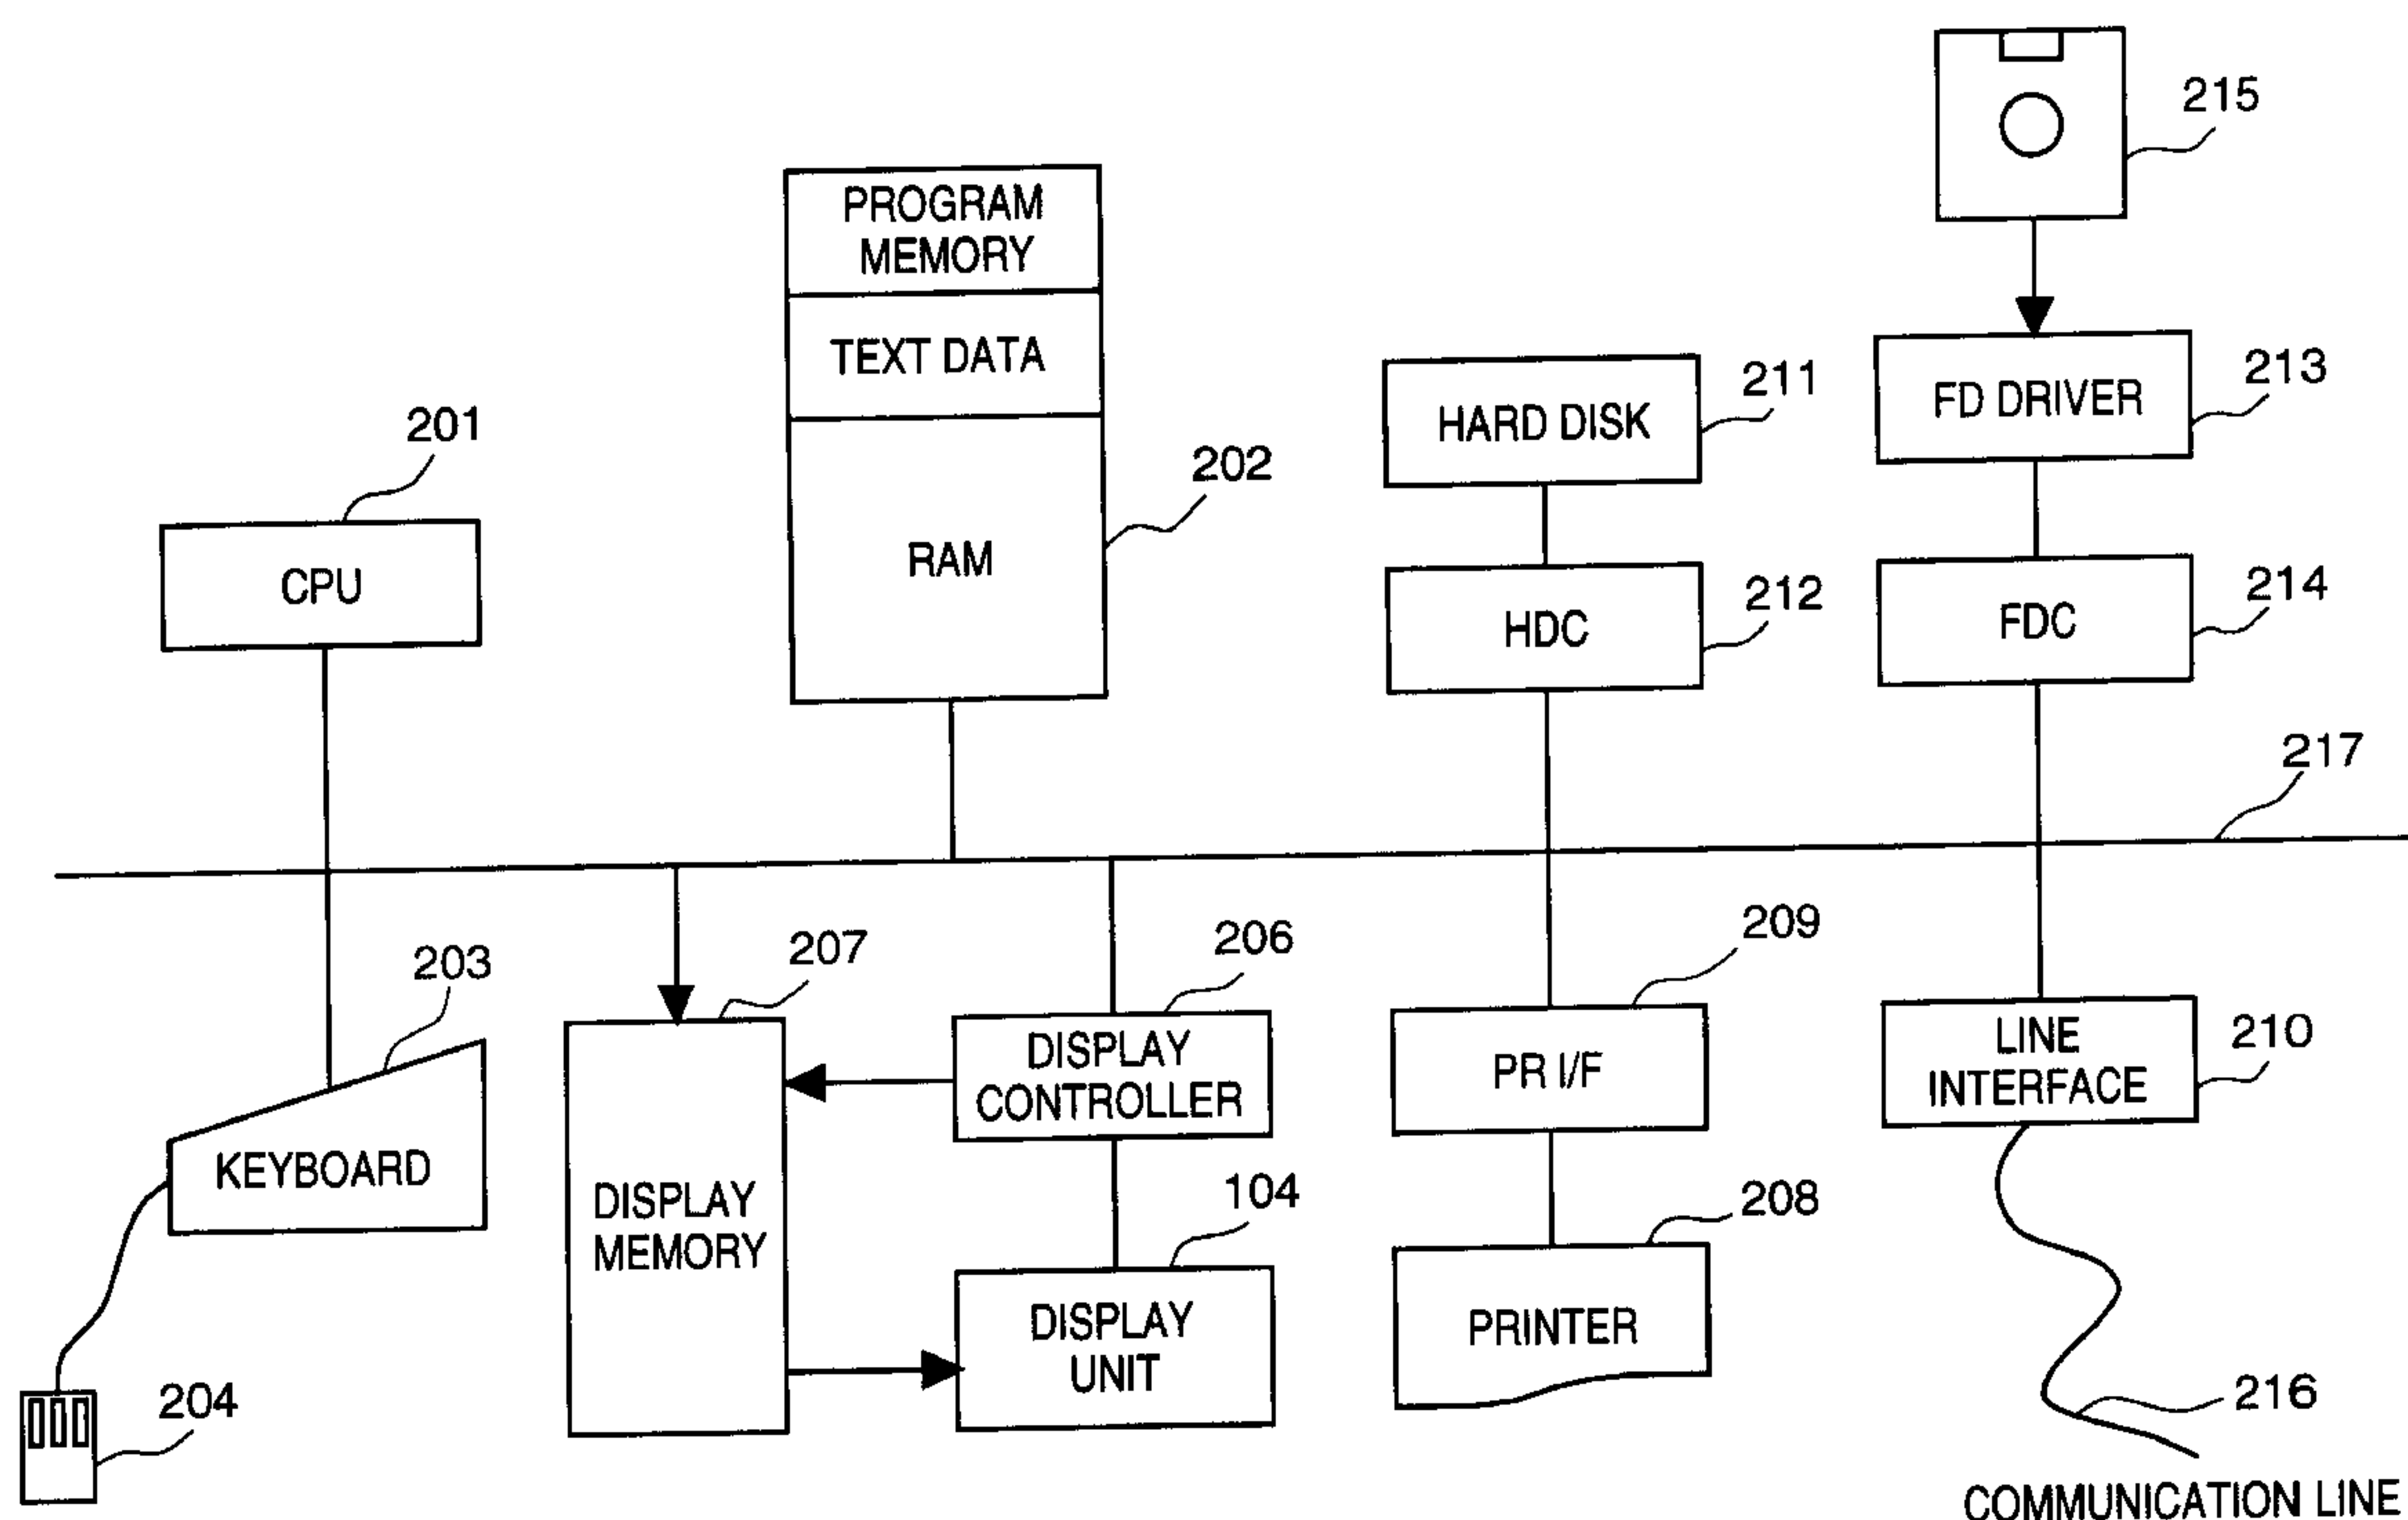 215
PROGRAM
MEMORY
TEXT DATA
RAM
202
201
CPU
HARD DISK
211
HDC
212
FD DRIVER
213
FDC
214
217
203
KEYBOARD
204
207
DISPLAY
MEMORY
206
DISPLAY
CONTROLLER
104
DISPLAY
UNIT
209
PR I/F
208
PRINTER
LINE
INTERFACE
210
216
COMMUNICATION LINE